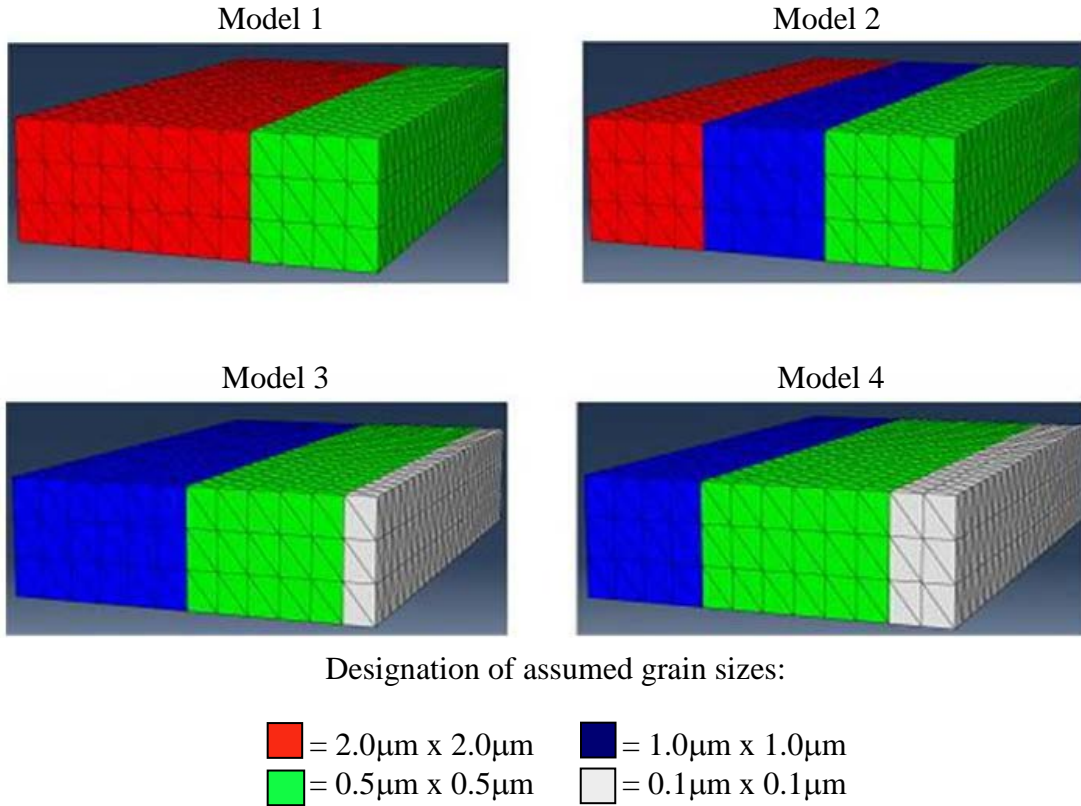 Model 1
Model 2
Model 3
Model 4
Designation of assumed grain sizes:
= 2.0μm x 2.0μm
= 1.0μm x 1.0μm
= 0.5μm x 0.5μm
= 0.1μm x 0.1μm